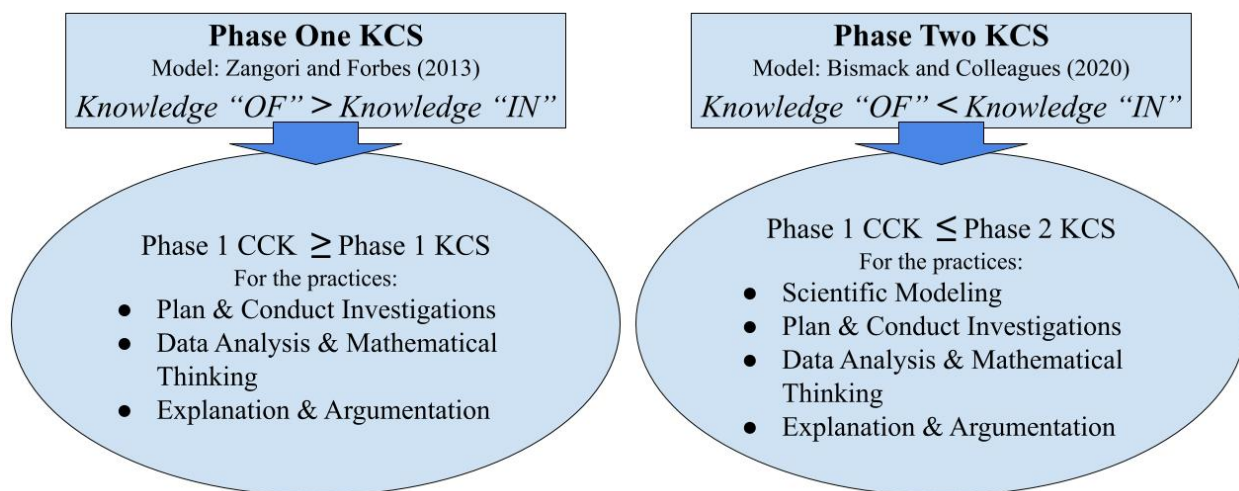 Phase One KCS
Model: Zangori and Forbes (2013)
Knowledge “OF” > Knowledge “IN”
Phase 1 CCK ≥ Phase 1 KCS
For the practices:
● Plan & Conduct Investigations
● Data Analysis & Mathematical
Thinking
● Explanation & Argumentation
Phase Two KCS
Model: Bismack and Colleagues (2020)
Knowledge “OF” < Knowledge “IN”
Phase 1 CCK ≤ Phase 2 KCS
For the practices:
● Scientific Modeling
● Plan & Conduct Investigations
● Data Analysis & Mathematical
Thinking
● Explanation & Argumentation